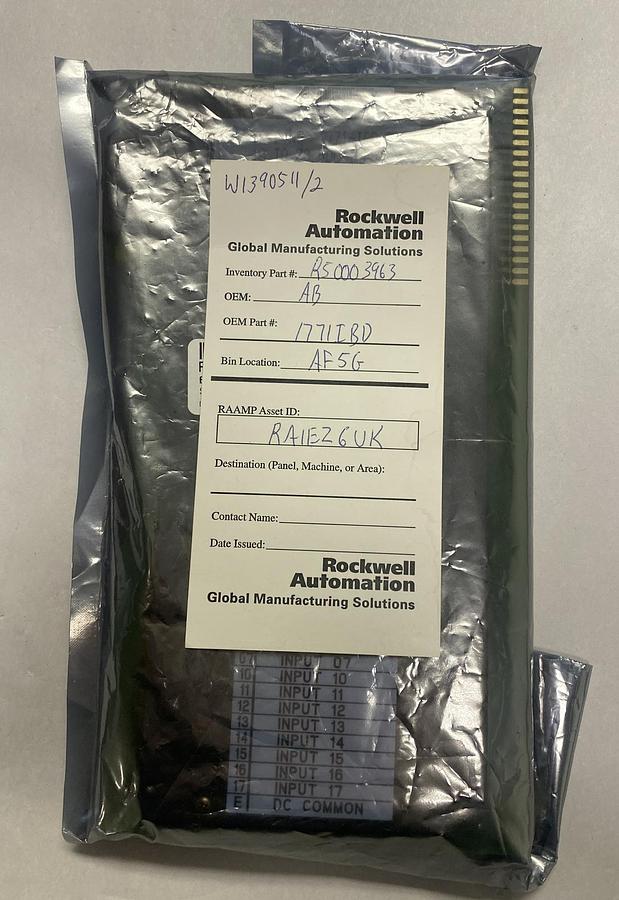 W1390511/2
Rockwell
Automation
Global Manufacturing Solutions
Inventory Part #: R50003963
OEM: AB
OEM Part #: 1771IBD
Bin Location: AF5G
RAAMP Asset ID:
RA11EZ6UK
Destination (Panel, Machine, or Area):
Contact Name:
Date Issued:
Rockwell
Automation
Global Manufacturing Solutions
07 INPUT 07
10 INPUT 10
11 INPUT 11
12 INPUT 12
13 INPUT 13
14 INPUT 14
15 INPUT 15
16 INPUT 16
17 INPUT 17
E DC COMMON